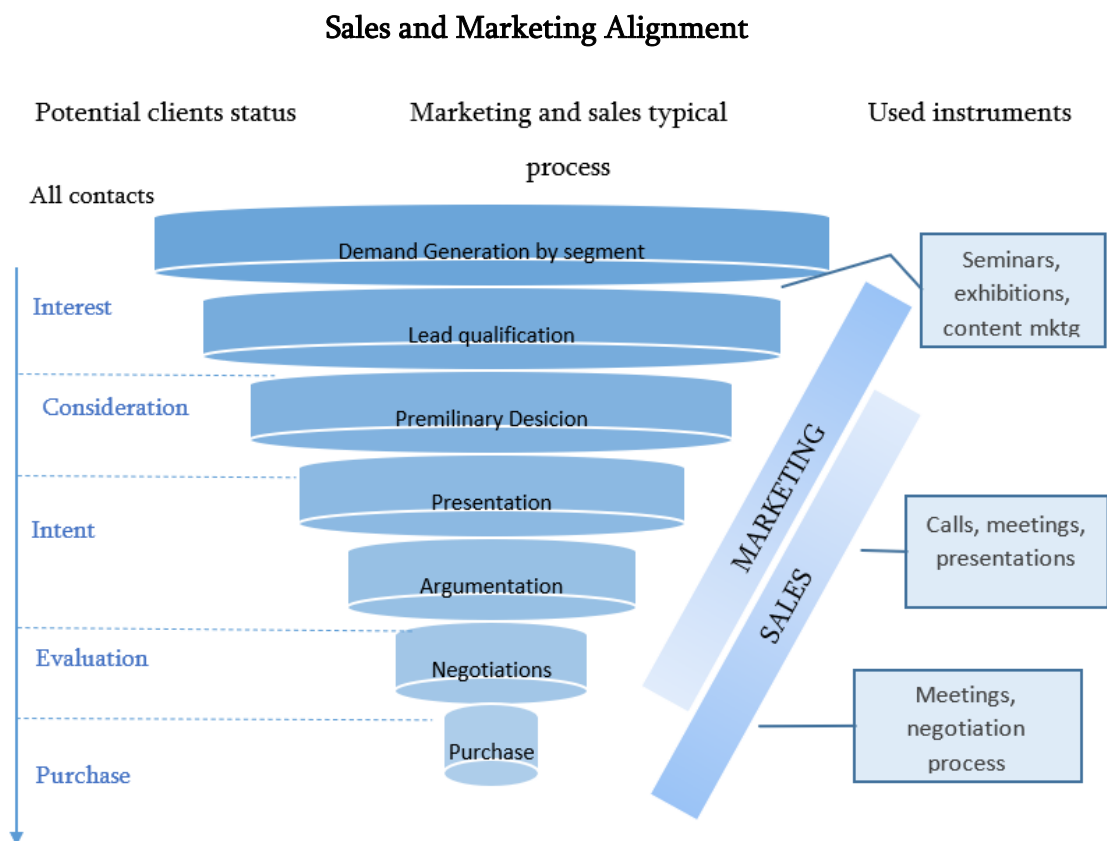 Sales and Marketing Alignment
Potential clients status
Marketing and sales typical
process
Used instruments
All contacts
Demand Generation by segment
Seminars,
exhibitions,
content mktg
Interest
Lead qualification
Consideration
Premilinary Desicion
MARKETING
Presentation
Intent
Calls, meetings,
presentations
Argumentation
SALES
Evaluation
Negotiations
Meetings,
negotiation
process
Purchase
Purchase